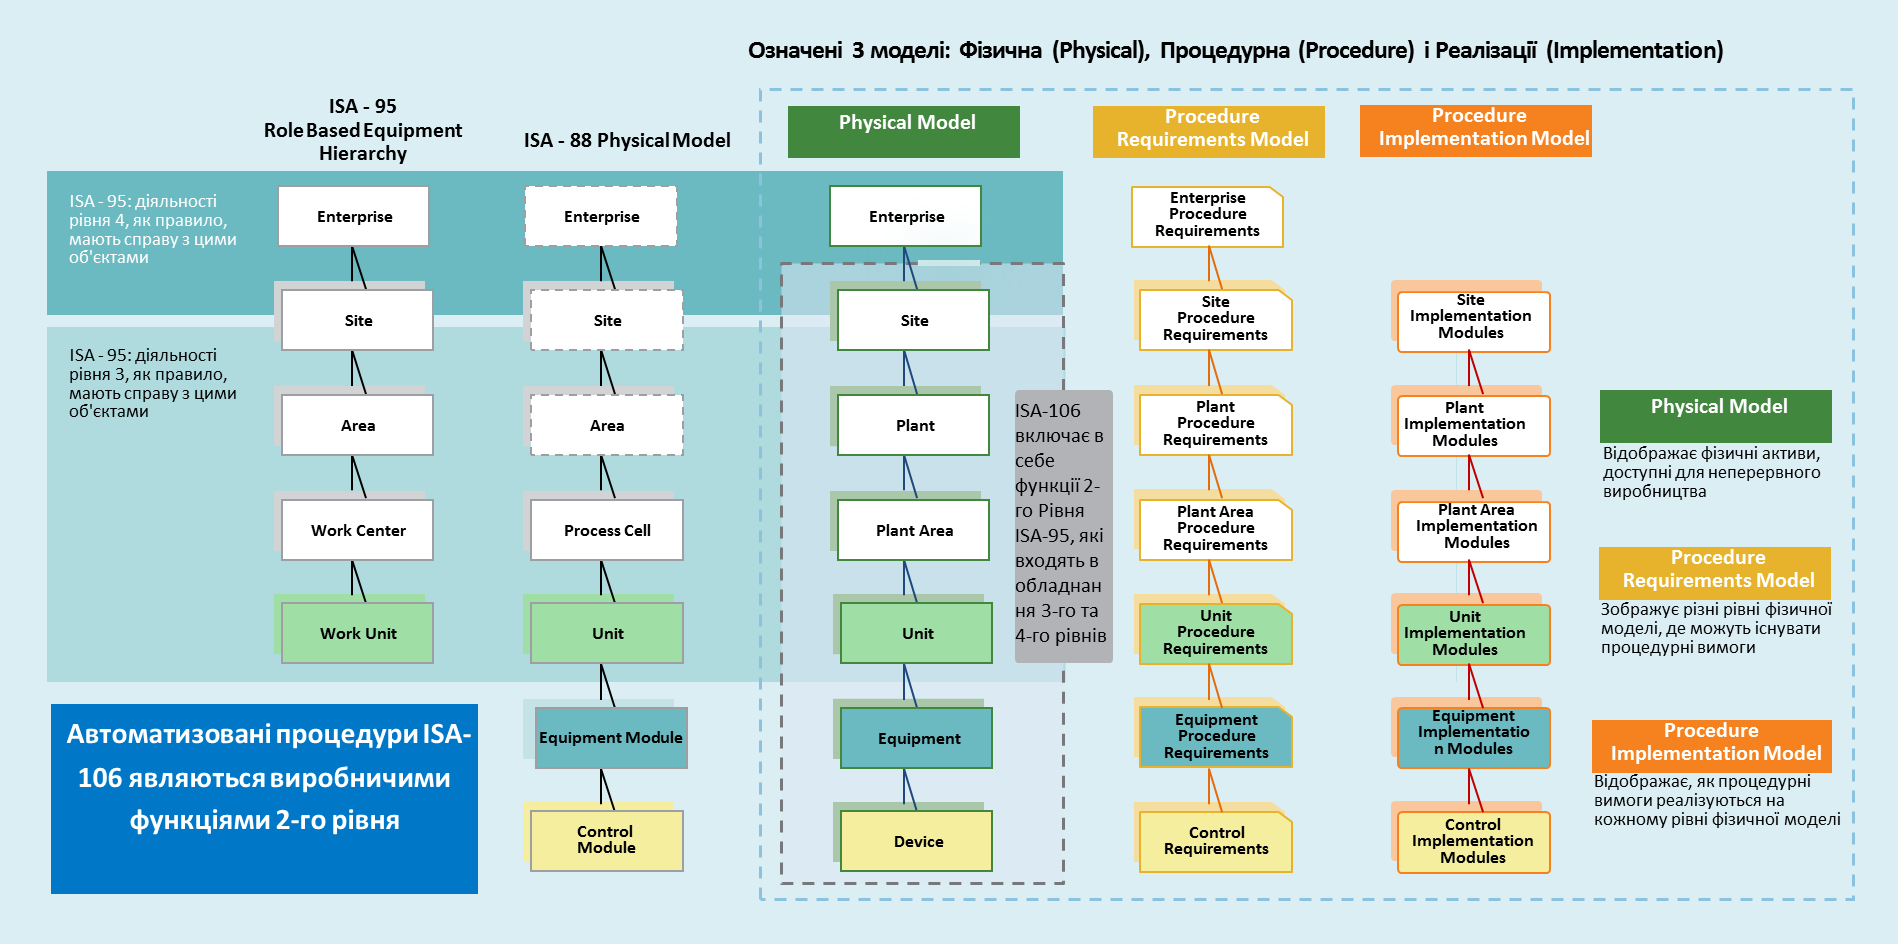 Означені 3 моделі: Фізична (Physical), Процедурна (Procedure) і Реалізації (Implementation)
ISA - 95
Role Based Equipment
Hierarchy
ISA - 88 Physical Model
Physical Model
Procedure
Requirements Model
Procedure
Implementation Model
ISA - 95: діяльності
рівня 4, як правило,
мають справу з цими
об'єктами
Enterprise
Enterprise
Enterprise
Enterprise
Procedure
Requirements
Site
Site
Site
Site
Procedure
Requirements
Site
Implementation
Modules
ISA - 95: діяльності
рівня 3, як правило,
мають справу з цими
об'єктами
Area
Area
Plant
Plant
Procedure
Requirements
Plant
Implementation
Modules
Work Center
Process Cell
Plant Area
Plant Area
Procedure
Requirements
Plant Area
Implementation
Modules
Work Unit
Unit
Unit
Unit
Procedure
Requirements
Unit
Implementation
Modules
Equipment Module
Equipment
Equipment
Procedure
Requirements
Equipment
Implementatio
n Modules
Control
Module
Device
Control
Requirements
Control
Implementation
Modules
ISA-106
включає в
себе
функції 2-
го Рівня
ISA-95, які
входять в
обладнан
ня 3-го та
4-го рівнів
Physical Model
Відображає фізичні активи,
доступні для неперервного
виробництва
Procedure
Requirements Model
Зображує різні рівні фізичної
моделі, де можуть існувати
процедурні вимоги
Procedure
Implementation Model
Відображає, як процедурні
вимоги реалізуються на
кожному рівні фізичної моделі
Автоматизовані процедури ISA-
106 являються виробничими
функціями 2-го рівня